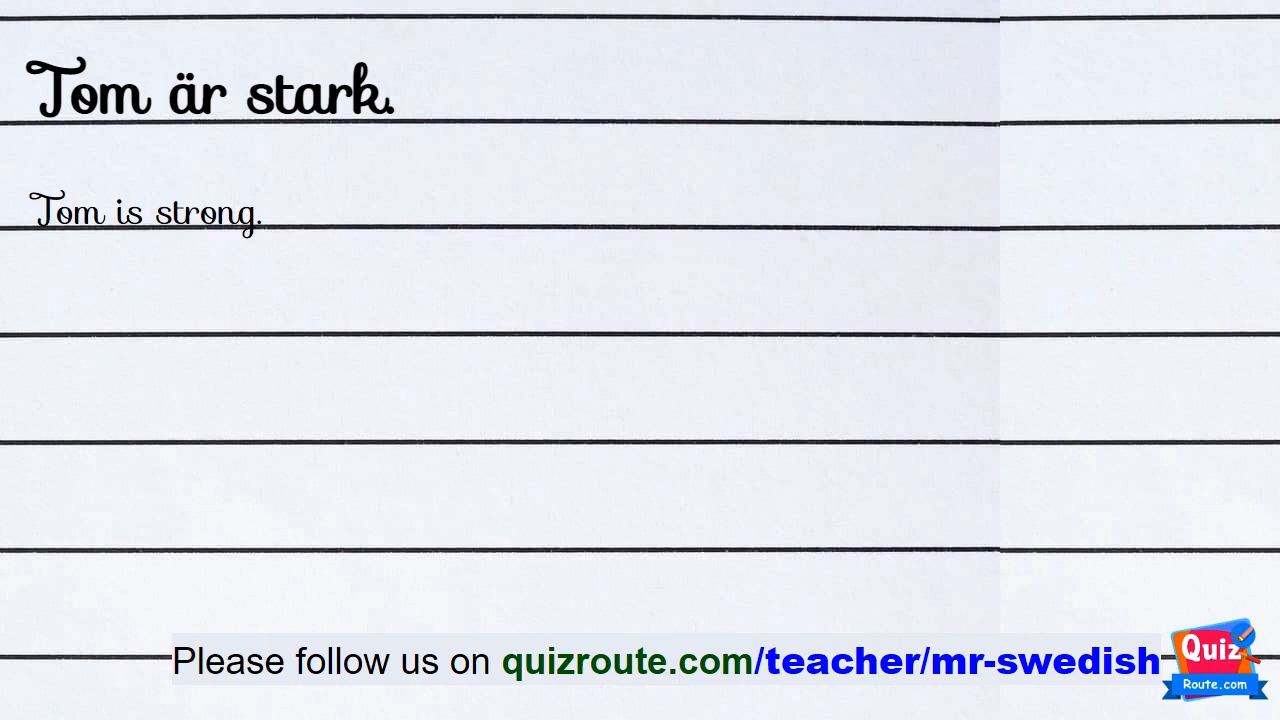 Tom är stark.
Tom is strong.
Please follow us on quizroute.com/teacher/mr-swedish
Quiz
Route.com